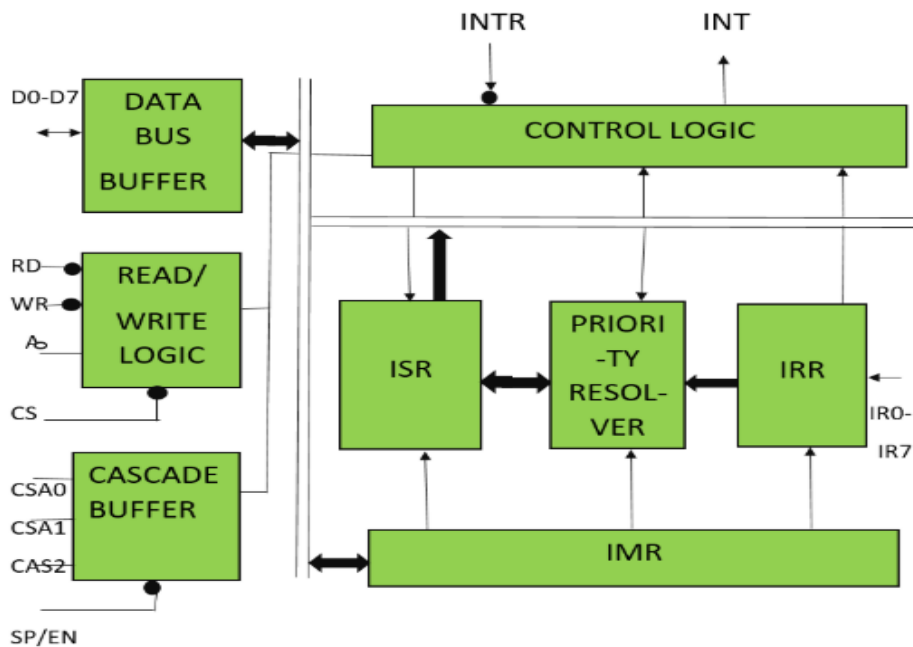 INTR
INT
D0-D7
DATA
BUS
BUFFER
CONTROL LOGIC
RD
WR
A0
CS
READ/
WRITE
LOGIC
ISR
PRIORI
-TY
RESOL-
VER
IRR
IR0-
IR7
CSA0
CSA1
CAS2
CASCADE
BUFFER
IMR
SP/EN